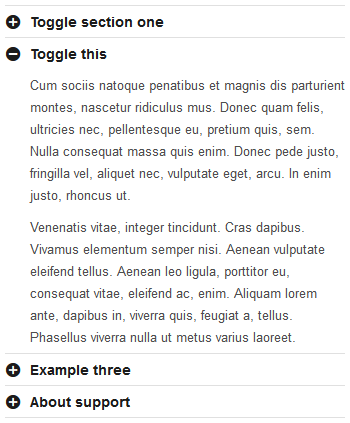 Toggle section one
Toggle this
Cum sociis natoque penatibus et magnis dis parturient
montes, nascetur ridiculus mus. Donec quam felis,
ultricies nec, pellentesque eu, pretium quis, sem.
Nulla consequat massa quis enim. Donec pede justo,
fringilla vel, aliquet nec, vulputate eget, arcu. In enim
justo, rhoncus ut.
Venenatis vitae, integer tincidunt. Cras dapibus.
Vivamus elementum semper nisi. Aenean vulputate
eleifend tellus. Aenean leo ligula, porttitor eu,
consequat vitae, eleifend ac, enim. Aliquam lorem
ante, dapibus in, viverra quis, feugiat a, tellus.
Phasellus viverra nulla ut metus varius laoreet.
Example three
About support